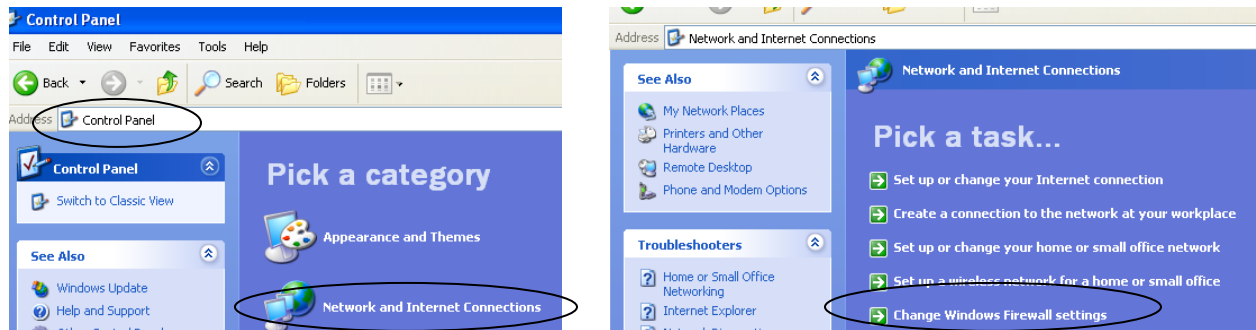 Control Panel
File Edit View Favorites Tools Help
Back Search Folders
Address Control Panel
Control Panel
Switch to Classic View
See Also
Windows Update
Help and Support
Pick a category
Appearance and Themes
Network and Internet Connections
Address Network and Internet Connections
See Also
My Network Places
Printers and Other
Hardware
Remote Desktop
Phone and Modem Options
Troubleshooters
Home or Small Office
Networking
Internet Explorer
Network and Internet Connections
Pick a task...
Set up or change your Internet connection
Create a connection to the network at your workplace
Set up or change your home or small office network
Set up a wireless network for a home or small office
Change Windows Firewall settings